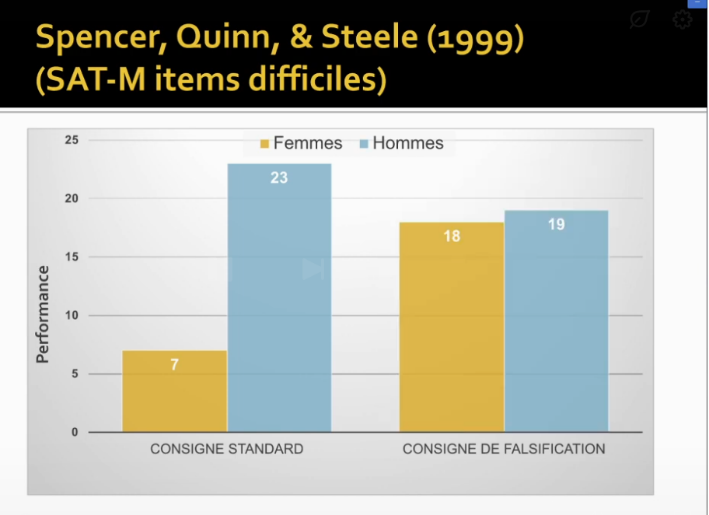 Spencer, Quinn, & Steele (1999)
(SAT-M items difficiles)
Femmes Hommes
Performance
25
20
15
10
5
0
7
23
18
19
CONSIGNE STANDARD
CONSIGNE DE FALSIFICATION